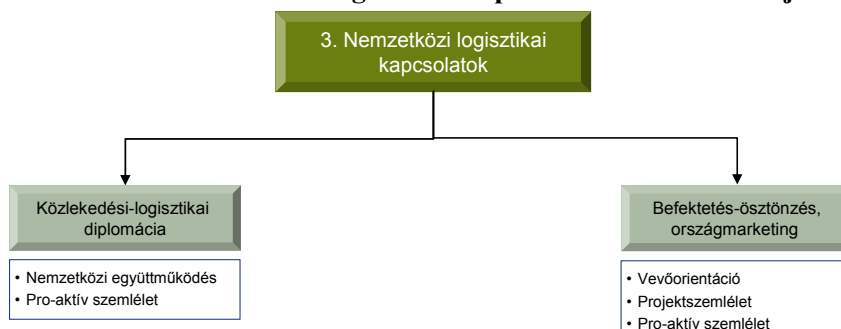 3. Nemzetközi logisztikai
kapcsolatok
Közlekedési-logisztikai
diplomácia
• Nemzetközi együttműködés
• Pro-aktív szemlélet
Befektetés-ösztönzés,
országmarketing
• Vevőorientáció
• Projektszemlélet
• Pro-aktív szemlélet